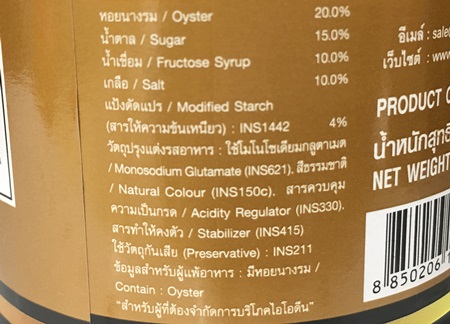 หอยนางรม / Oyster 20.0%
น้ำตาล / Sugar 15.0%
น้ำเชื่อม / Fructose Syrup 10.0%
เกลือ / Salt 10.0%
แป้งดัดแปร / Modified Starch
(สารให้ความข้นเหนียว) : INS1442 4%
วัตถุปรุงแต่งรสอาหาร : ใช้โมโนโซเดียมกลูตาเมต
/ Monosodium Glutamate (INS621). สีธรรมชาติ
/ Natural Colour (INS150c). สารควบคุม
ความเป็นกรด / Acidity Regulator (INS330).
สารทำให้คงตัว / Stabilizer (INS415)
ใช้วัตถุกันเสีย (Preservative) : INS211
ข้อมูลสำหรับผู้แพ้อาหาร : มีหอยนางรม /
Contain : Oyster
"สำหรับผู้ที่ต้องจำกัดการบริโภคไอโอดีน"
อีเมล์ : sale
เว็บไซต์ : www
PRODUCT
น้ำหนักสุทธิ
NET WEIGHT
8 850206